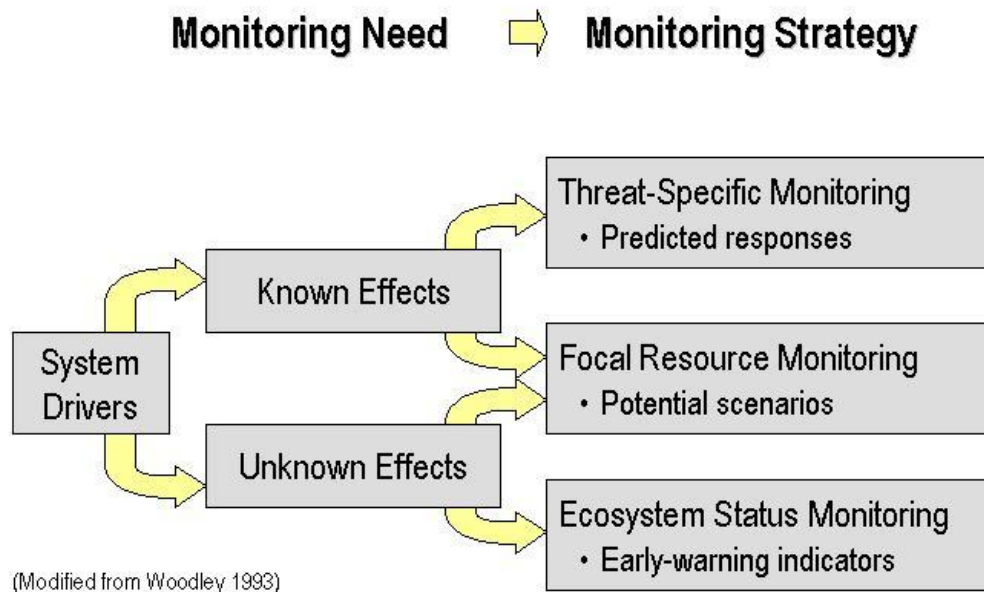 Monitoring Need Monitoring Strategy
Threat-Specific Monitoring
• Predicted responses
Known Effects
System
Drivers
Focal Resource Monitoring
• Potential scenarios
Unknown Effects
Ecosystem Status Monitoring
• Early-warning indicators
(Modified from Woodley 1993)